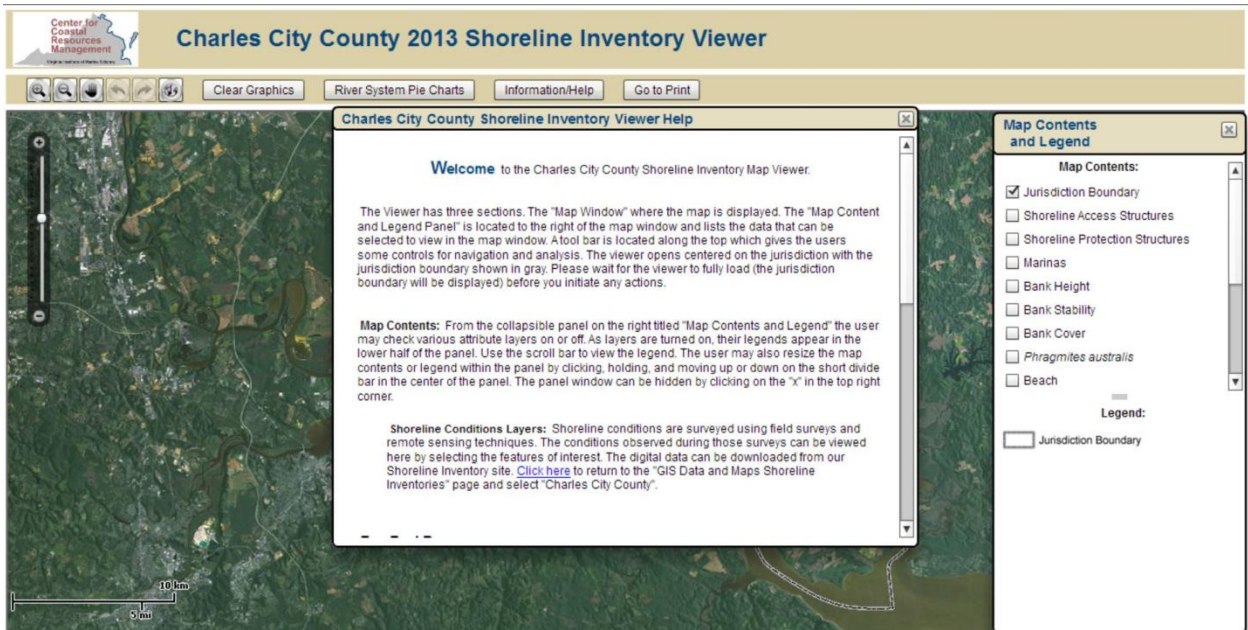 Center for
Coastal
Resources
Management
Virginia Institute of Marine Science
Charles City County 2013 Shoreline Inventory Viewer
Clear Graphics
River System Pie Charts
Information/Help
Go to Print
Charles City County Shoreline Inventory Viewer Help
Welcome to the Charles City County Shoreline Inventory Map Viewer.
The Viewer has three sections. The "Map Window" where the map is displayed. The "Map Content
and Legend Panel" is located to the right of the map window and lists the data that can be
selected to view in the map window. A tool bar is located along the top which gives the users
some controls for navigation and analysis. The viewer opens centered on the jurisdiction with the
jurisdiction boundary shown in gray. Please wait for the viewer to fully load (the jurisdiction
boundary will be displayed) before you initiate any actions.
Map Contents: From the collapsible panel on the right titled "Map Contents and Legend" the user
may check various attribute layers on or off. As layers are turned on, their legends appear in the
lower half of the panel. Use the scroll bar to view the legend. The user may also resize the map
contents or legend within the panel by clicking, holding, and moving up or down on the short divide
bar in the center of the panel. The panel window can be hidden by clicking on the "x" in the top right
corner.
Shoreline Conditions Layers: Shoreline conditions are surveyed using field surveys and
remote sensing techniques. The conditions observed during those surveys can be viewed
here by selecting the features of interest. The digital data can be downloaded from our
Shoreline Inventory site. Click here to return to the "GIS Data and Maps Shoreline
Inventories" page and select "Charles City County".
Map Contents
and Legend
Map Contents:
Jurisdiction Boundary
Shoreline Access Structures
Shoreline Protection Structures
Marinas
Bank Height
Bank Stability
Bank Cover
Phragmites australis
Beach
Legend:
Jurisdiction Boundary
10 km
5 mi